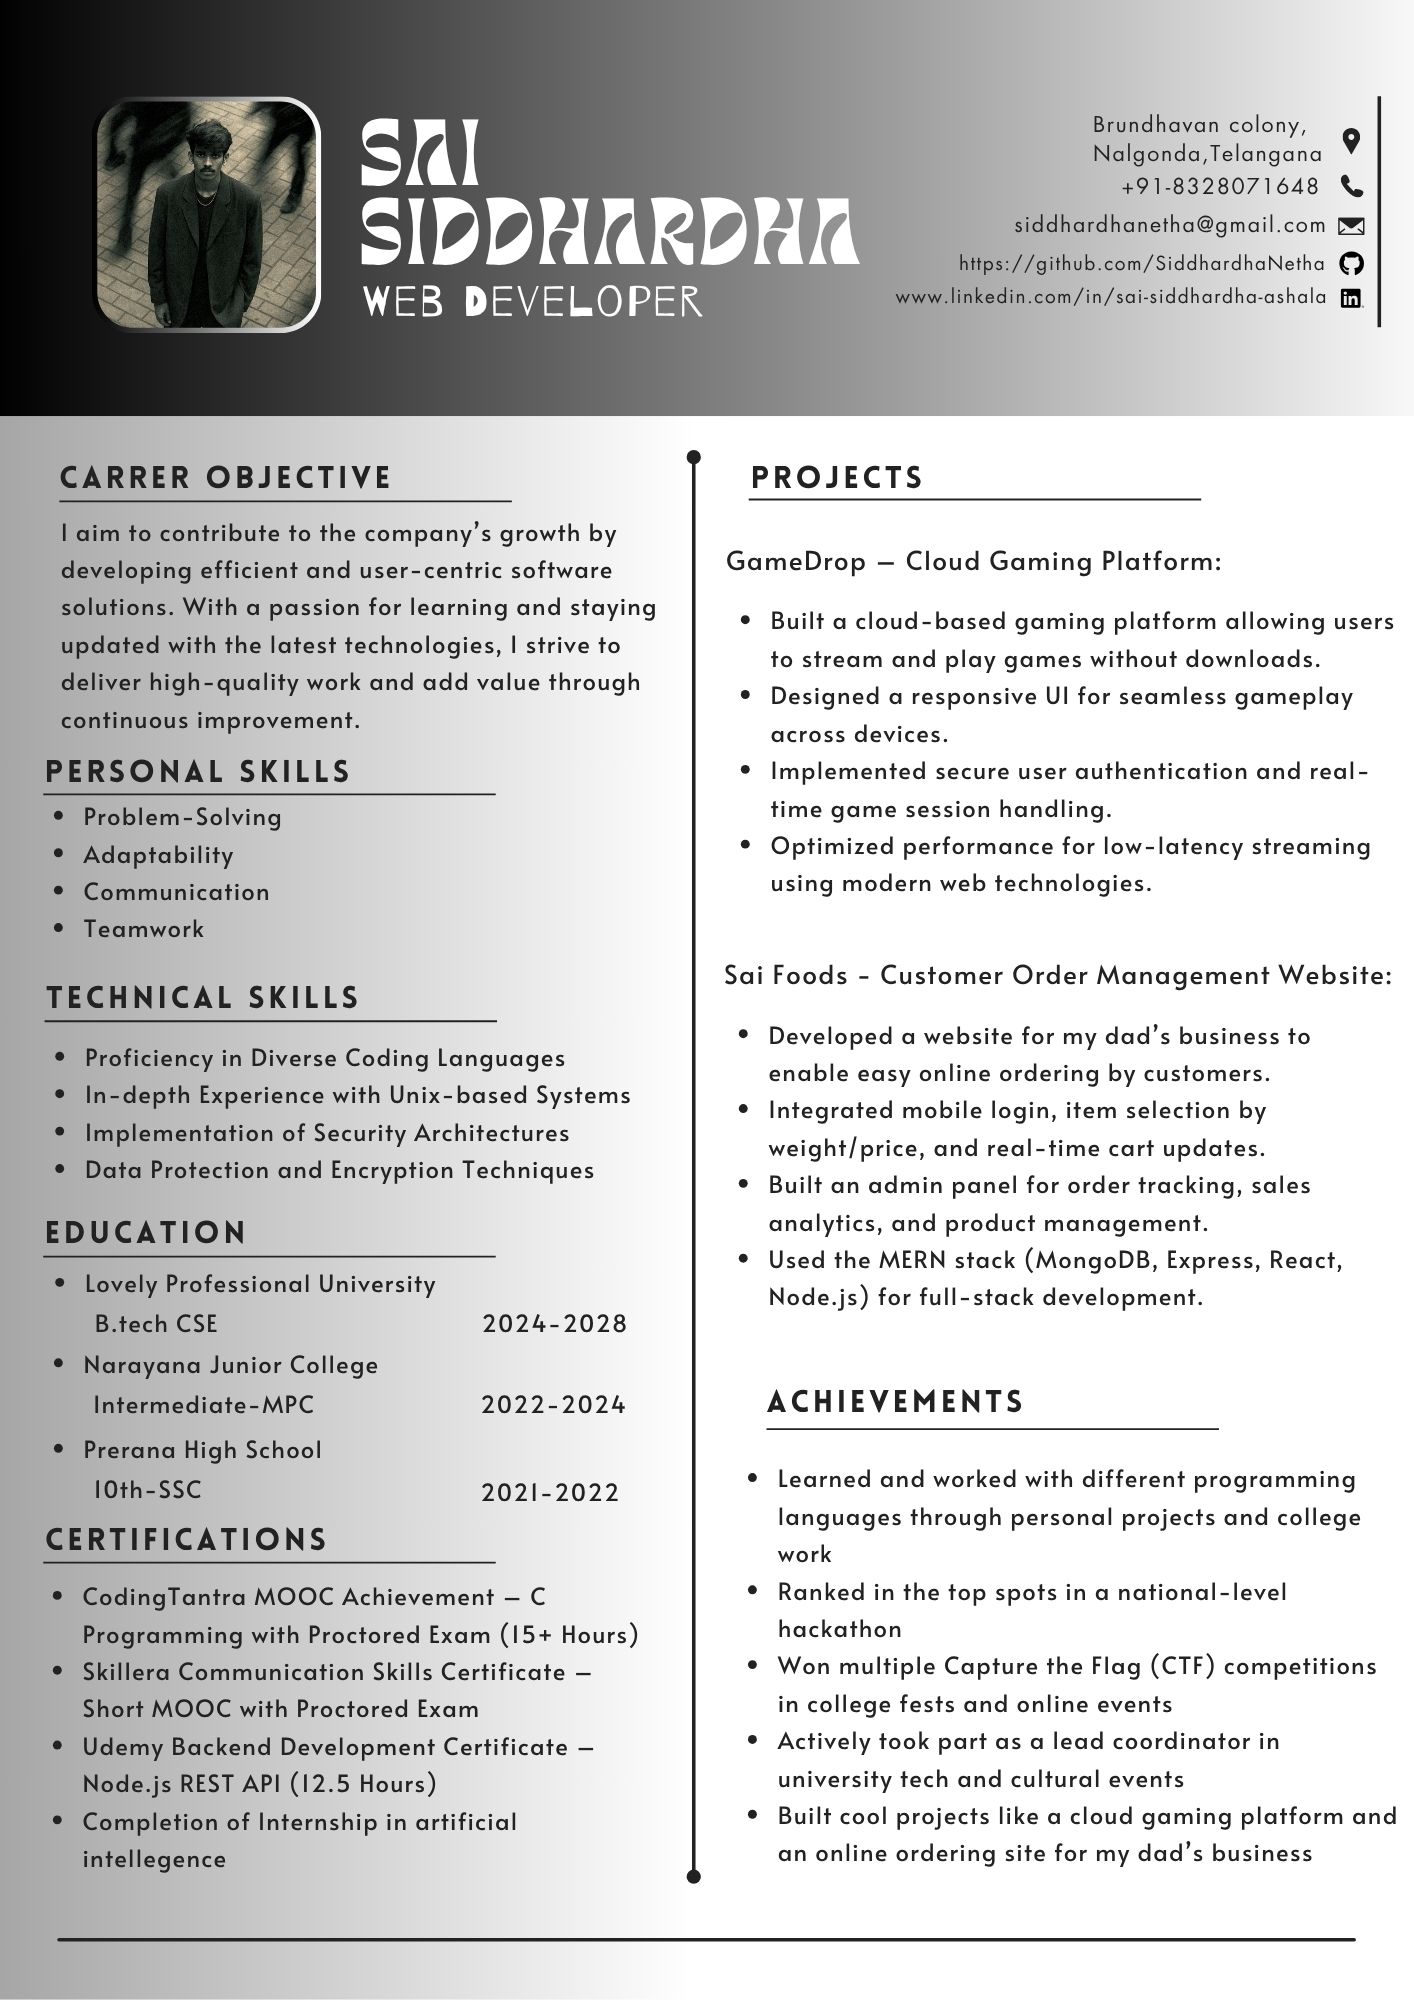 SAI
SIDDHARDHA
WEB DEVELOPER
Brundhavan colony,
Nalgonda,Telangana
+91-8328071648
siddhardhanetha@gmail.com
https://github.com/SiddhardhaNetha
www.linkedin.com/in/sai-siddhardha-ashala
CARRER OBJECTIVE
I aim to contribute to the company’s growth by
developing efficient and user-centric software
solutions. With a passion for learning and staying
updated with the latest technologies, I strive to
deliver high-quality work and add value through
continuous improvement.
PERSONAL SKILLS
• Problem-Solving
• Adaptability
• Communication
• Teamwork
TECHNICAL SKILLS
• Proficiency in Diverse Coding Languages
• In-depth Experience with Unix-based Systems
• Implementation of Security Architectures
• Data Protection and Encryption Techniques
EDUCATION
• Lovely Professional University
B.tech CSE 2024-2028
• Narayana Junior College
Intermediate-MPC 2022-2024
• Prerana High School
10th-SSC 2021-2022
CERTIFICATIONS
• CodingTantra MOOC Achievement – C
Programming with Proctored Exam (15+ Hours)
• Skillera Communication Skills Certificate –
Short MOOC with Proctored Exam
• Udemy Backend Development Certificate –
Node.js REST API (12.5 Hours)
• Completion of Internship in artificial
intellegence
PROJECTS
GameDrop – Cloud Gaming Platform:
• Built a cloud-based gaming platform allowing users
to stream and play games without downloads.
• Designed a responsive UI for seamless gameplay
across devices.
• Implemented secure user authentication and real-
time game session handling.
• Optimized performance for low-latency streaming
using modern web technologies.
Sai Foods - Customer Order Management Website:
• Developed a website for my dad’s business to
enable easy online ordering by customers.
• Integrated mobile login, item selection by
weight/price, and real-time cart updates.
• Built an admin panel for order tracking, sales
analytics, and product management.
• Used the MERN stack (MongoDB, Express, React,
Node.js) for full-stack development.
ACHIEVEMENTS
• Learned and worked with different programming
languages through personal projects and college
work
• Ranked in the top spots in a national-level
hackathon
• Won multiple Capture the Flag (CTF) competitions
in college fests and online events
• Actively took part as a lead coordinator in
university tech and cultural events
• Built cool projects like a cloud gaming platform and
an online ordering site for my dad’s business